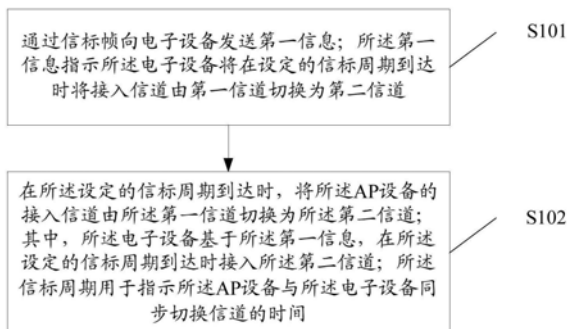 通过信标帧向电子设备发送第一信息；所述第一
信息指示所述电子设备将在设定的信标周期到达
时将接入信道由第一信道切换为第二信道
S101
在所述设定的信标周期到达时，将所述AP设备的
接入信道由所述第一信道切换为所述第二信道；
其中，所述电子设备基于所述第一信息，在所述
设定的信标周期到达时接入所述第二信道；所述
信标周期用于指示所述AP设备与所述电子设备同
步切换信道的时间
S102